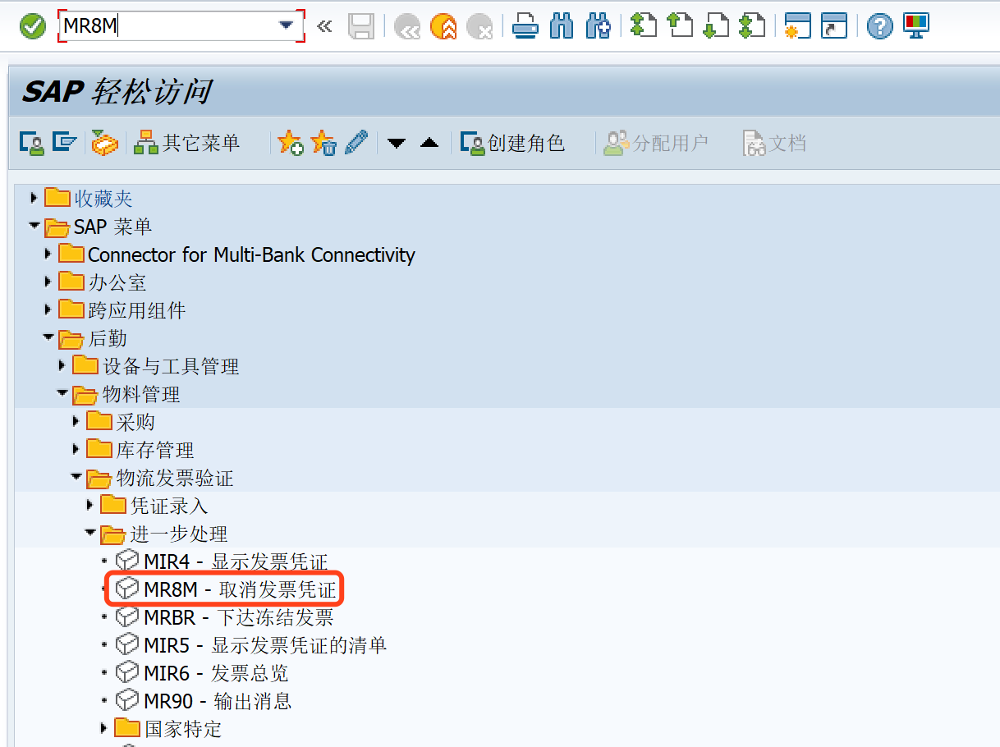 MR8M
SAP 轻松访问
其它菜单 创建角色 分配用户 文档
收藏夹
SAP 菜单
Connector for Multi-Bank Connectivity
办公室
跨应用组件
后勤
设备与工具管理
物料管理
采购
库存管理
物流发票验证
凭证录入
进一步处理
MIR4 - 显示发票凭证
MR8M - 取消发票凭证
MRBR - 下达冻结发票
MIR5 - 显示发票凭证的清单
MIR6 - 发票总览
MR90 - 输出消息
国家特定